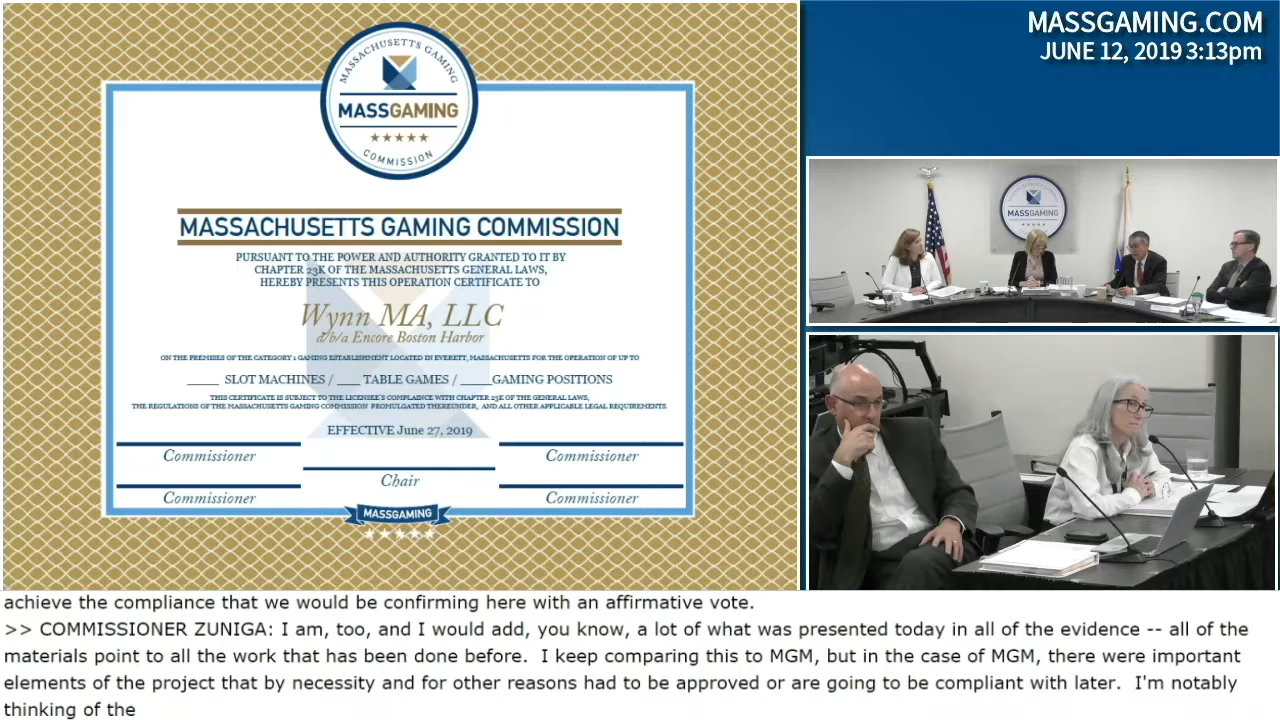 MASSACHUSETTS GAMING
MASSGAMING
COMMISSION
MASSACHUSETTS GAMING COMMISSION
PURSUANT TO THE POWER AND AUTHORITY GRANTED TO IT BY
CHAPTER 23K OF THE MASSACHUSETTS GENERAL LAWS,
HEREBY PRESENTS THIS OPERATION CERTIFICATE TO
Wynn MA, LLC
d/b/a Encore Boston Harbor
ON THE PREMISES OF THE CATEGORY 1 GAMING ESTABLISHMENT LOCATED IN EVERETT, MASSACHUSETTS FOR THE OPERATION OF UP TO
_____ SLOT MACHINES / ____ TABLE GAMES / _____GAMING POSITIONS
THIS CERTIFICATE IS SUBJECT TO THE LICENSEE'S COMPLAINCE WITH CHAPTER 23K OF THE GENERAL LAWS,
THE REGULATIONS OF THE MASSACHUSETTS GAMING COMMISSION PROMULGATED THEREUNDER, AND ALL OTHER APPLICABLE LEGAL REQUIREMENTS.
EFFECTIVE June 27, 2019
Commissioner
Commissioner
Chair
Commissioner
Commissioner
MASSGAMING
MASSGAMING.COM
JUNE 12, 2019 3:13pm
MASSGAMING
achieve the compliance that we would be confirming here with an affirmative vote.
>> COMMISSIONER ZUNIGA: I am, too, and I would add, you know, a lot of what was presented today in all of the evidence -- all of the
materials point to all the work that has been done before. I keep comparing this to MGM, but in the case of MGM, there were important
elements of the project that by necessity and for other reasons had to be approved or are going to be compliant with later. I'm notably
thinking of the